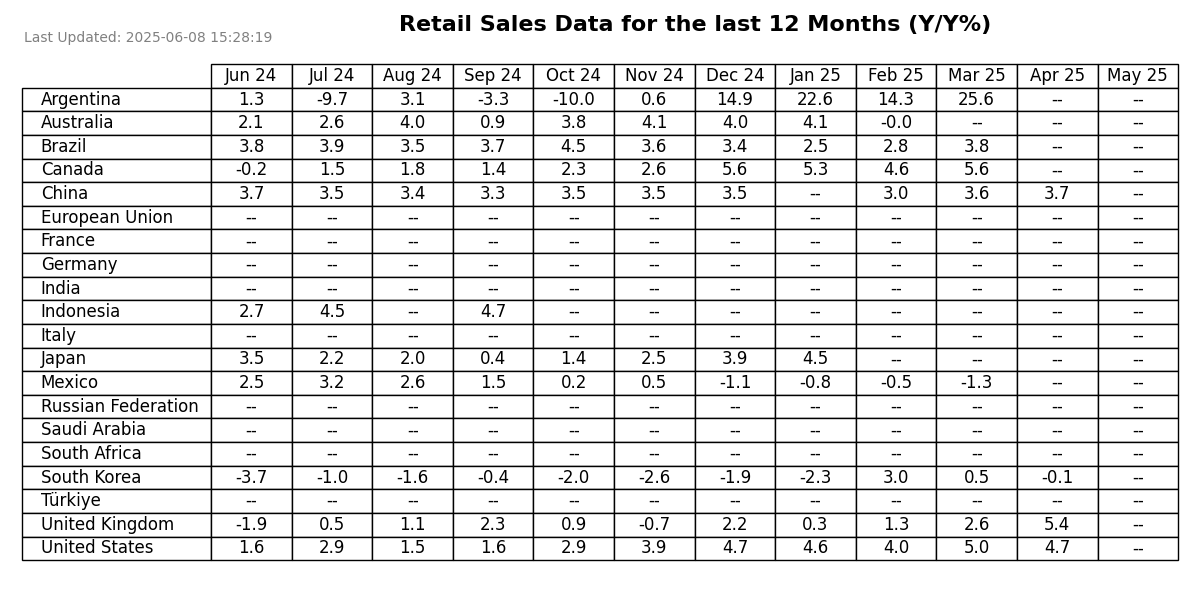 Retail Sales Data for the last 12 Months (Y/Y%)
Last Updated: 2025-06-08 15:28:19
Jun 24 Jul 24 Aug 24 Sep 24 Oct 24 Nov 24 Dec 24 Jan 25 Feb 25 Mar 25 Apr 25 May 25
Argentina 1.3 -9.7 3.1 -3.3 -10.0 0.6 14.9 22.6 14.3 25.6 -- --
Australia 2.1 2.6 4.0 0.9 3.8 4.1 4.0 4.1 -0.0 -- -- --
Brazil 3.8 3.9 3.5 3.7 4.5 3.6 3.4 2.5 2.8 3.8 -- --
Canada -0.2 1.5 1.8 1.4 2.3 2.6 5.6 5.3 4.6 5.6 -- --
China 3.7 3.5 3.4 3.3 3.5 3.5 3.5 -- 3.0 3.6 3.7 --
European Union -- -- -- -- -- -- -- -- -- -- -- --
France -- -- -- -- -- -- -- -- -- -- -- --
Germany -- -- -- -- -- -- -- -- -- -- -- --
India -- -- -- -- -- -- -- -- -- -- -- --
Indonesia 2.7 4.5 -- 4.7 -- -- -- -- -- -- -- --
Italy -- -- -- -- -- -- -- -- -- -- -- --
Japan 3.5 2.2 2.0 0.4 1.4 2.5 3.9 4.5 -- -- -- --
Mexico 2.5 3.2 2.6 1.5 0.2 0.5 -1.1 -0.8 -0.5 -1.3 -- --
Russian Federation -- -- -- -- -- -- -- -- -- -- -- --
Saudi Arabia -- -- -- -- -- -- -- -- -- -- -- --
South Africa -- -- -- -- -- -- -- -- -- -- -- --
South Korea -3.7 -1.0 -1.6 -0.4 -2.0 -2.6 -1.9 -2.3 3.0 0.5 -0.1 --
Türkiye -- -- -- -- -- -- -- -- -- -- -- --
United Kingdom -1.9 0.5 1.1 2.3 0.9 -0.7 2.2 0.3 1.3 2.6 5.4 --
United States 1.6 2.9 1.5 1.6 2.9 3.9 4.7 4.6 4.0 5.0 4.7 --